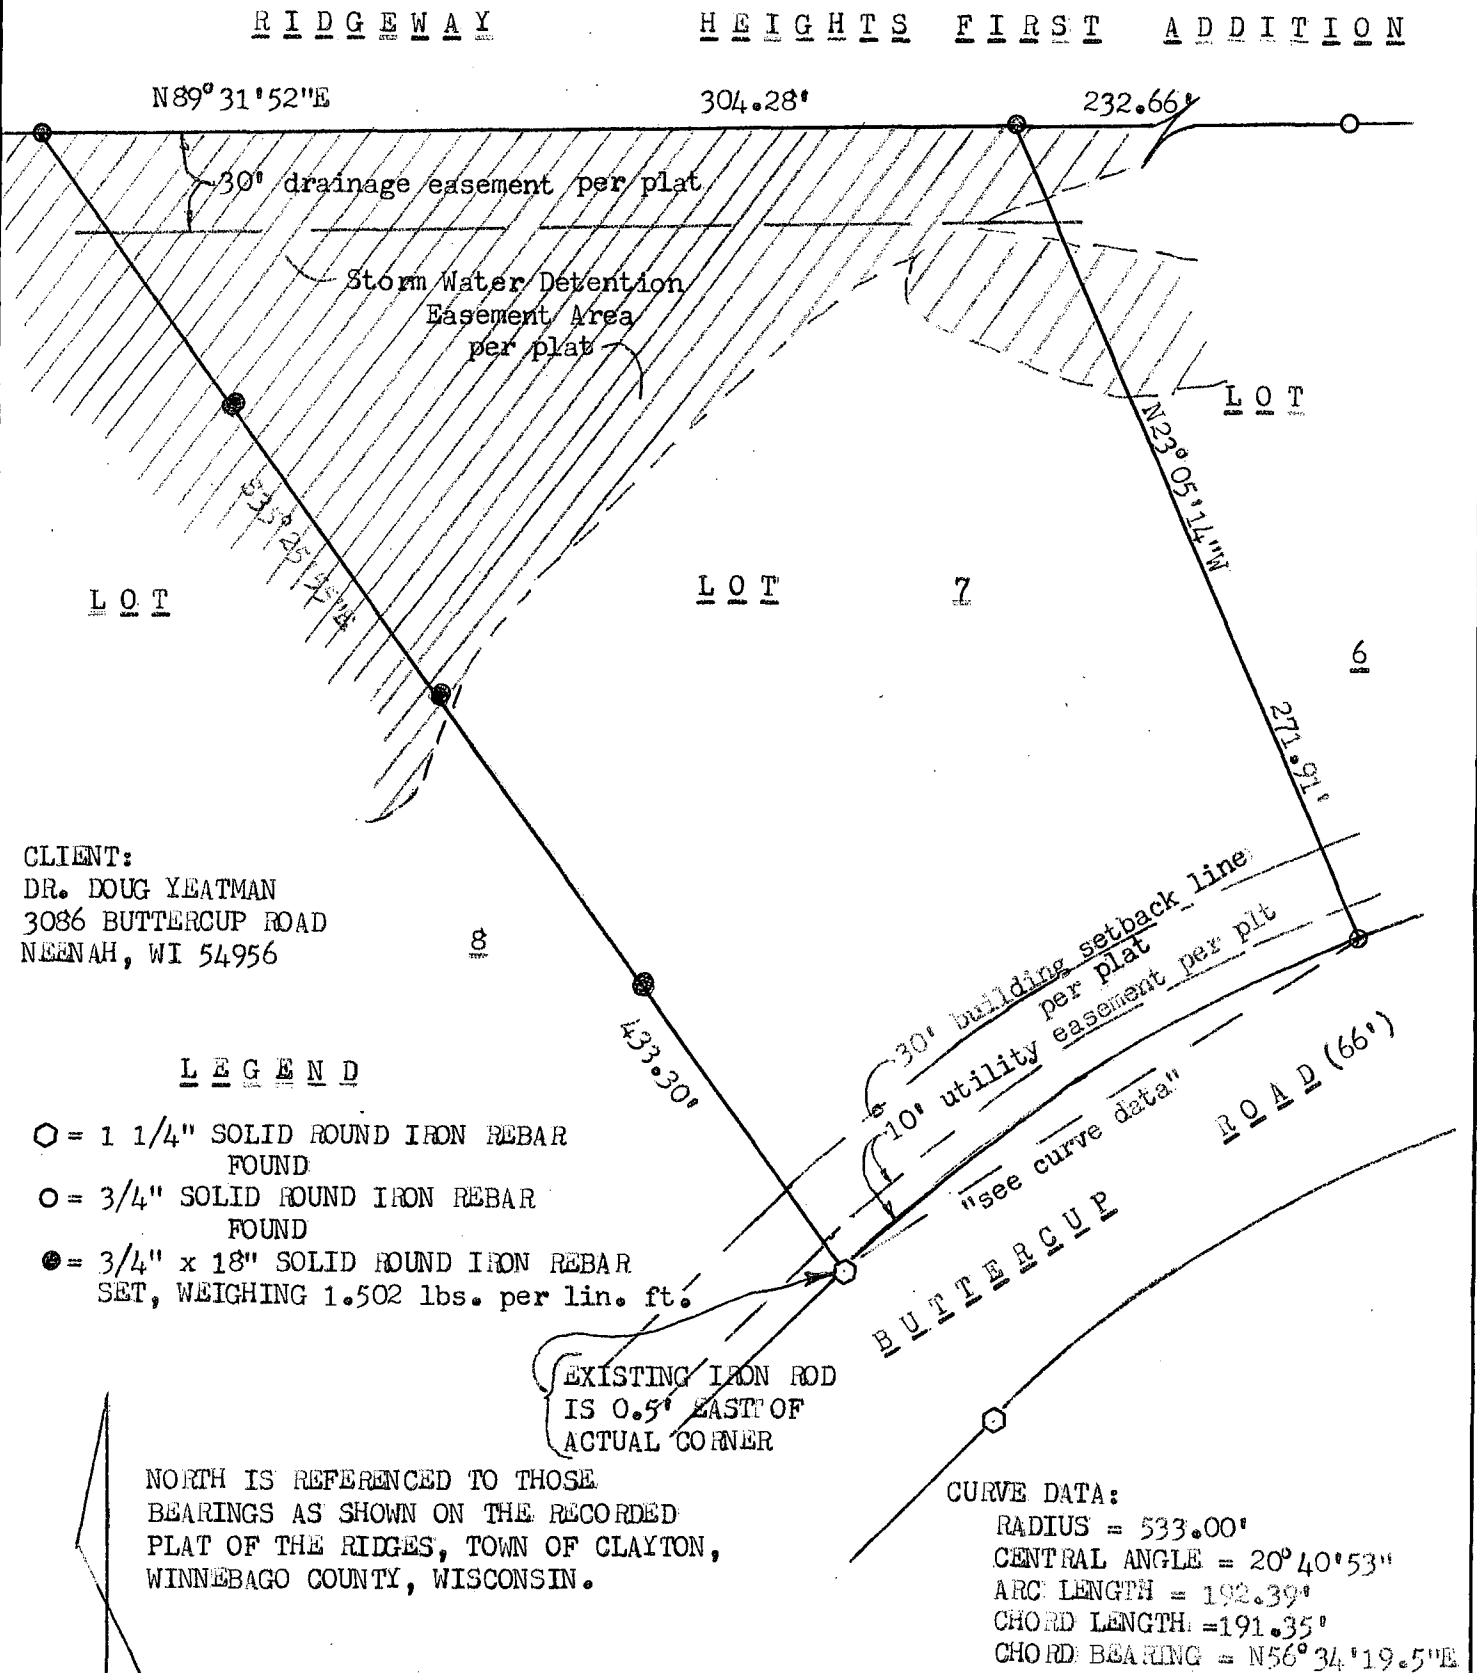 RIDGEWAY HEIGHTS FIRST ADDITION
N89°31'52"E 304.28' 232.66'
30' drainage easement per plat
Storm Water Detention
Easement Area
per plat
LOT
N23°05'14"W
LOT
LOT 7
6
271.91'
CLIENT:
DR. DOUG YEATMAN
3086 BUTTERCUP ROAD
NEENAH, WI 54956
8
30' building setback line
per plat
10' utility easement per plt
433.30'
"see curve data"
BUTTERCUP ROAD (66')
LEGEND
= 1 1/4" SOLID ROUND IRON REBAR
FOUND
= 3/4" SOLID ROUND IRON REBAR
FOUND
= 3/4" x 18" SOLID ROUND IRON REBAR
SET, WEIGHING 1.502 lbs. per lin. ft.
EXISTING IRON ROD
IS 0.5' EAST OF
ACTUAL CORNER
NORTH IS REFERENCED TO THOSE
BEARINGS AS SHOWN ON THE RECORDED
PLAT OF THE RIDGES, TOWN OF CLAYTON,
WINNEBAGO COUNTY, WISCONSIN.
CURVE DATA:
RADIUS = 533.00'
CENTRAL ANGLE = 20°40'53"
ARC LENGTH = 192.39'
CHORD LENGTH =191.35'
CHORD BEARING = N56°34'19.5"E